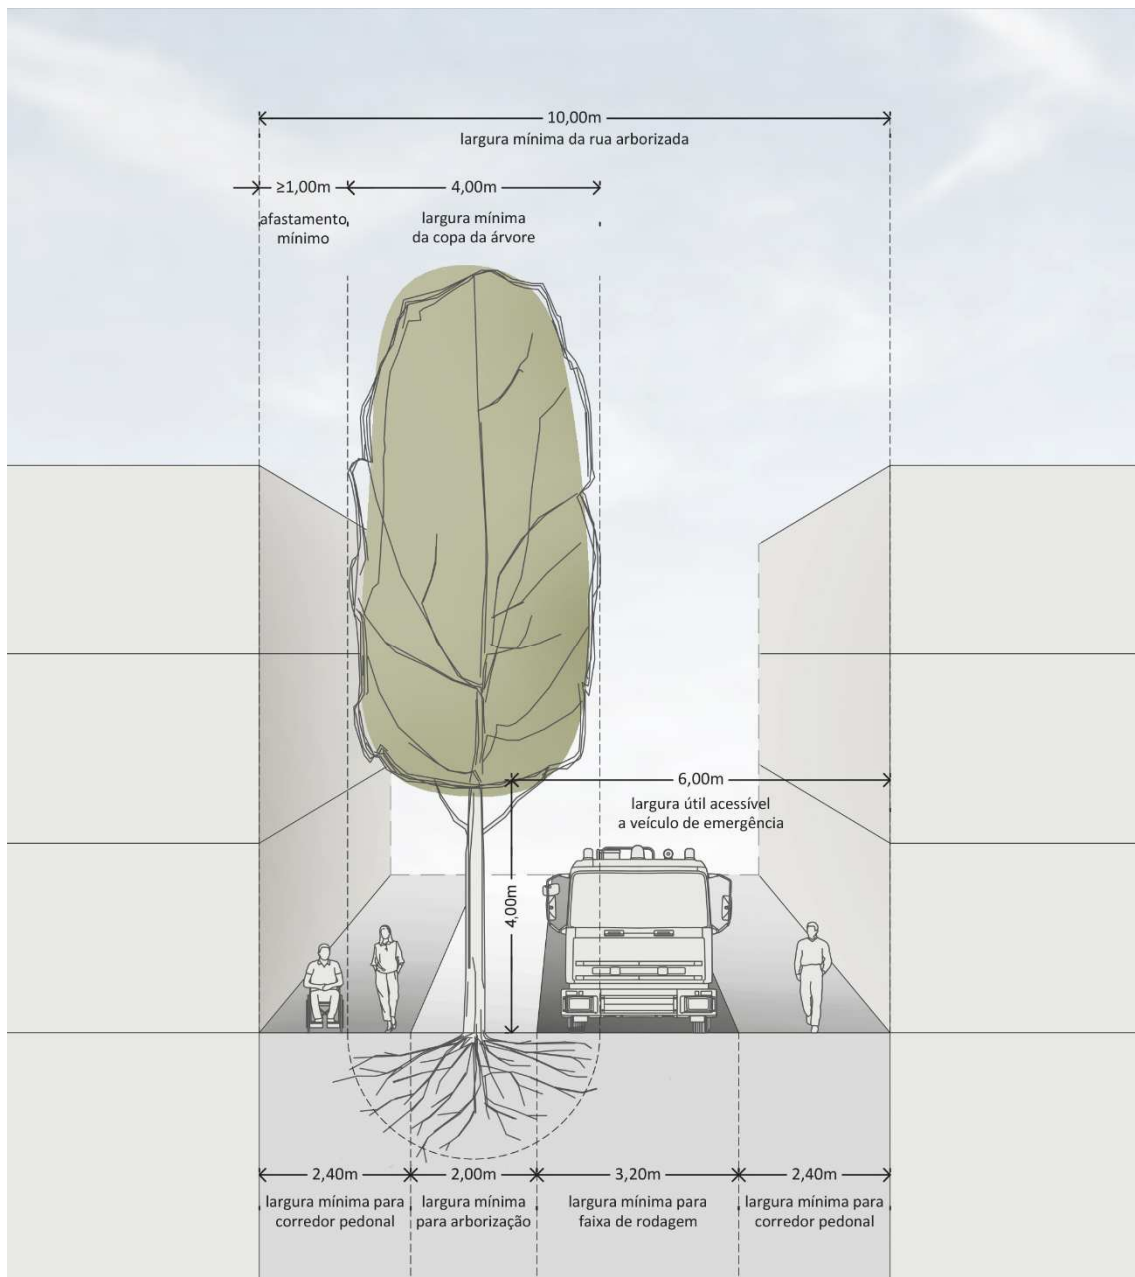 10,00m
largura mínima da rua arborizada
≥1,00m
afastamento
mínimo
4,00m
largura mínima
da copa da árvore
6,00m
largura útil acessível
a veículo de emergência
4,00m
2,40m
largura mínima para
corredor pedonal
2,00m
largura mínima
para arborização
3,20m
largura mínima para
faixa de rodagem
2,40m
largura mínima para
corredor pedonal